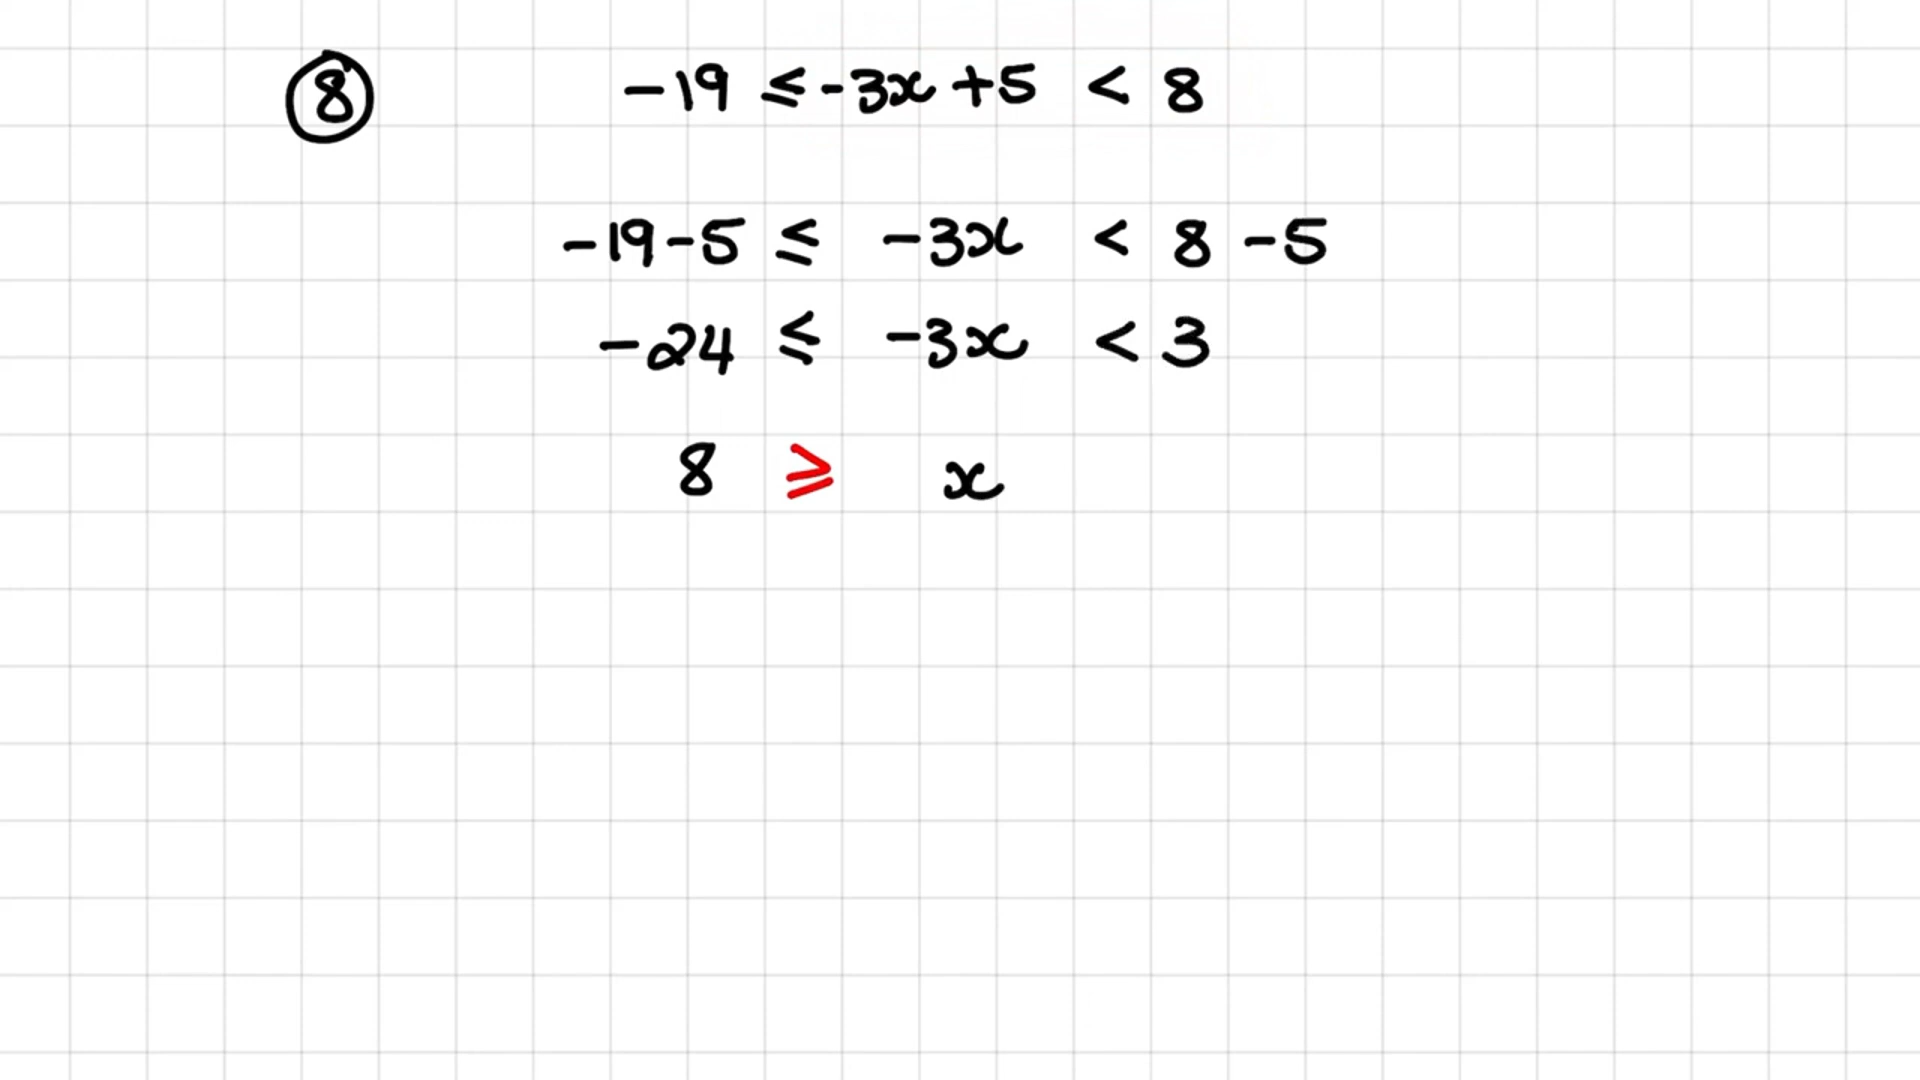 ⑧ -19 ≤ -3x + 5 < 8
-19 - 5 ≤ -3x < 8 - 5
-24 ≤ -3x < 3
8 ≥ x